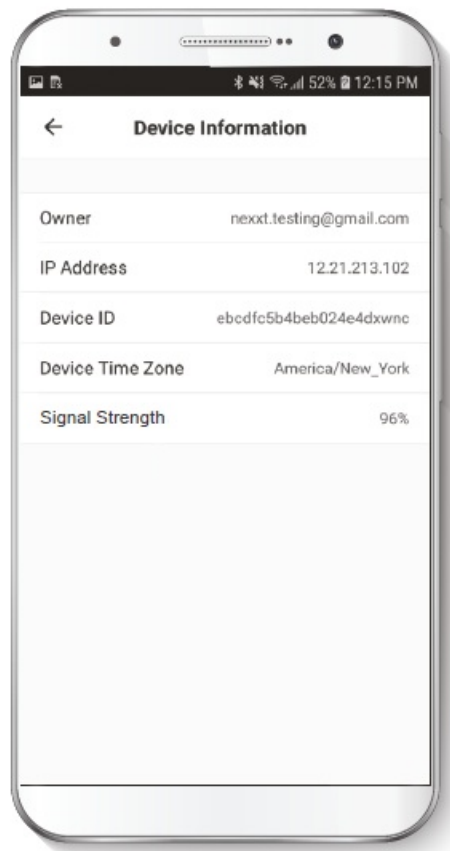 52% 12:15 PM
Device Information
Owner nexxt.testing@gmail.com
IP Address 12.21.213.102
Device ID ebcdfc5b4beb024e4dxwnc
Device Time Zone America/New_York
Signal Strength 96%